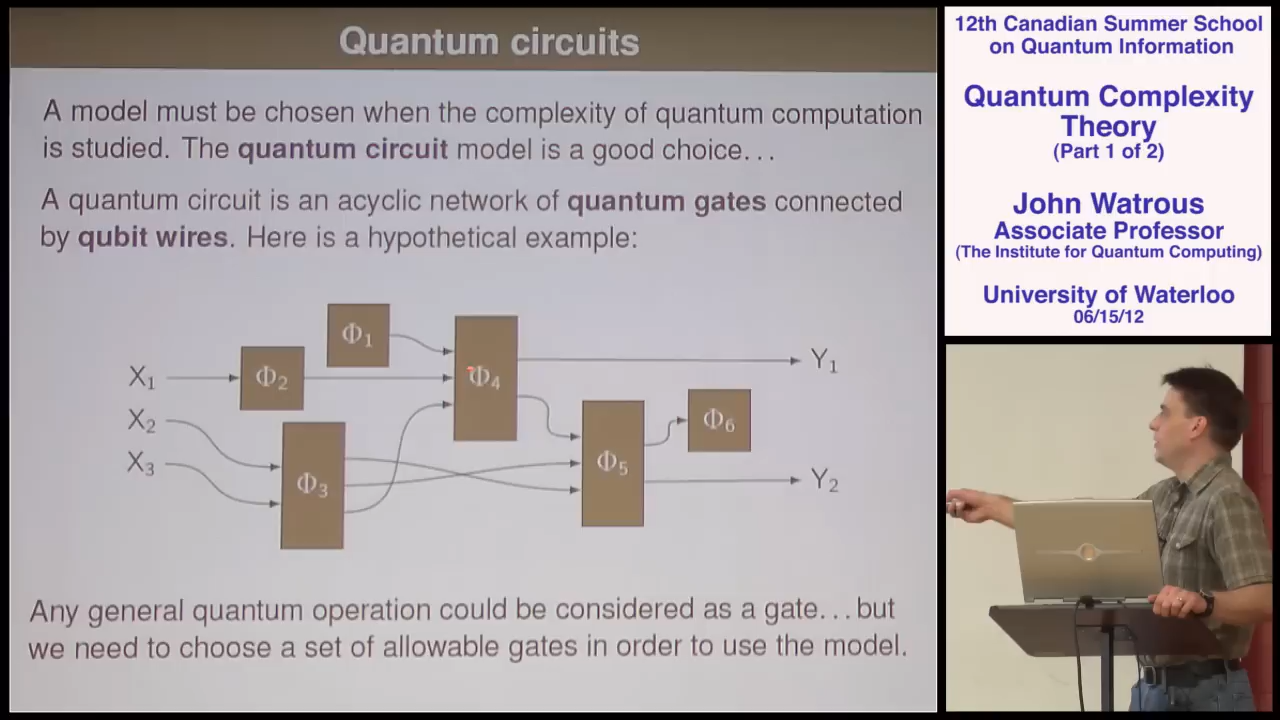 Quantum circuits
A model must be chosen when the complexity of quantum computation
is studied. The quantum circuit model is a good choice...
A quantum circuit is an acyclic network of quantum gates connected
by qubit wires. Here is a hypothetical example:
Φ1
X1
Φ2
Φ4
Y1
X2
Φ6
X3
Φ3
Φ5
Y2
Any general quantum operation could be considered as a gate...but
we need to choose a set of allowable gates in order to use the model.
12th Canadian Summer School
on Quantum Information
Quantum Complexity
Theory
(Part 1 of 2)
John Watrous
Associate Professor
(The Institute for Quantum Computing)
University of Waterloo
06/15/12